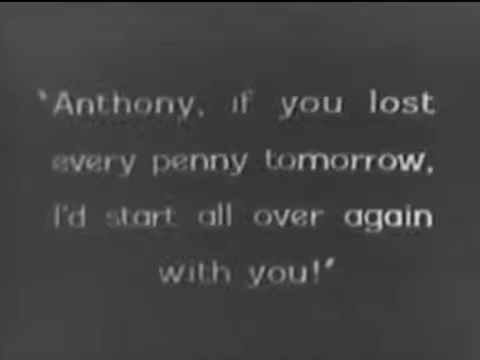 "Anthony, if you lost
every penny tomorrow,
I'd start all over again
with you!"